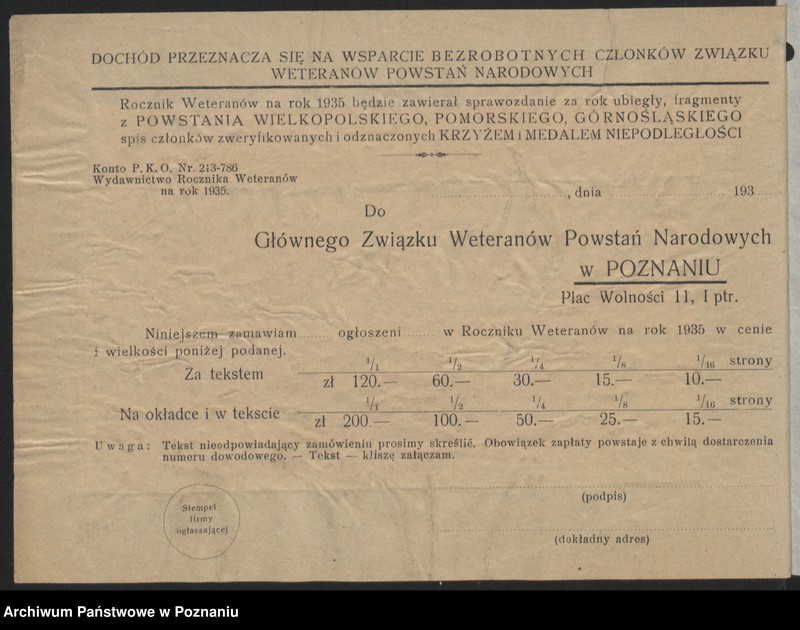 DOCHÓD PRZEZNACZA SIĘ NA WSPARCIE BEZROBOTNYCH CZŁONKÓW ZWIĄZKU
WETERANÓW POWSTAŃ NARODOWYCH
Rocznik Weteranów na rok 1935 będzie zawierał sprawozdanie za rok ubiegły, fragmenty
z POWSTANIA WIELKOPOLSKIEGO, POMORSKIEGO, GÓRNOŚLĄSKIEGO
spis członków zweryfikowanych i odznaczonych KRZYŻEM i MEDALEM NIEPODLEGŁOŚCI
Konto P. K. O. Nr. 213-786
Wydawnictwo Rocznika Weteranów
na rok 1935.
, dnia 193
Do
Głównego Związku Weteranów Powstań Narodowych
w POZNANIU
Plac Wolności 11, I ptr.
Niniejszem zamawiam ogłoszeni w Roczniku Weteranów na rok 1935 w cenie
i wielkości poniżej podanej.
1/1 1/2 1/4 1/8 1/16 strony
Za tekstem zł 120.— 60.— 30.— 15.— 10.—
1/1 1/2 1/4 1/8 1/16 strony
Na okładce i w tekście zł 200.— 100.— 50.— 25.— 15.—
Uwaga: Tekst nieodpowiadający zamówieniu prosimy skreślić. Obowiązek zapłaty powstaje z chwilą dostarczenia
numeru dowodowego. — Tekst — kliszę załączam.
(podpis)
Stempel
firmy
ogłaszającej
(dokładny adres)
Archiwum Państwowe w Poznaniu